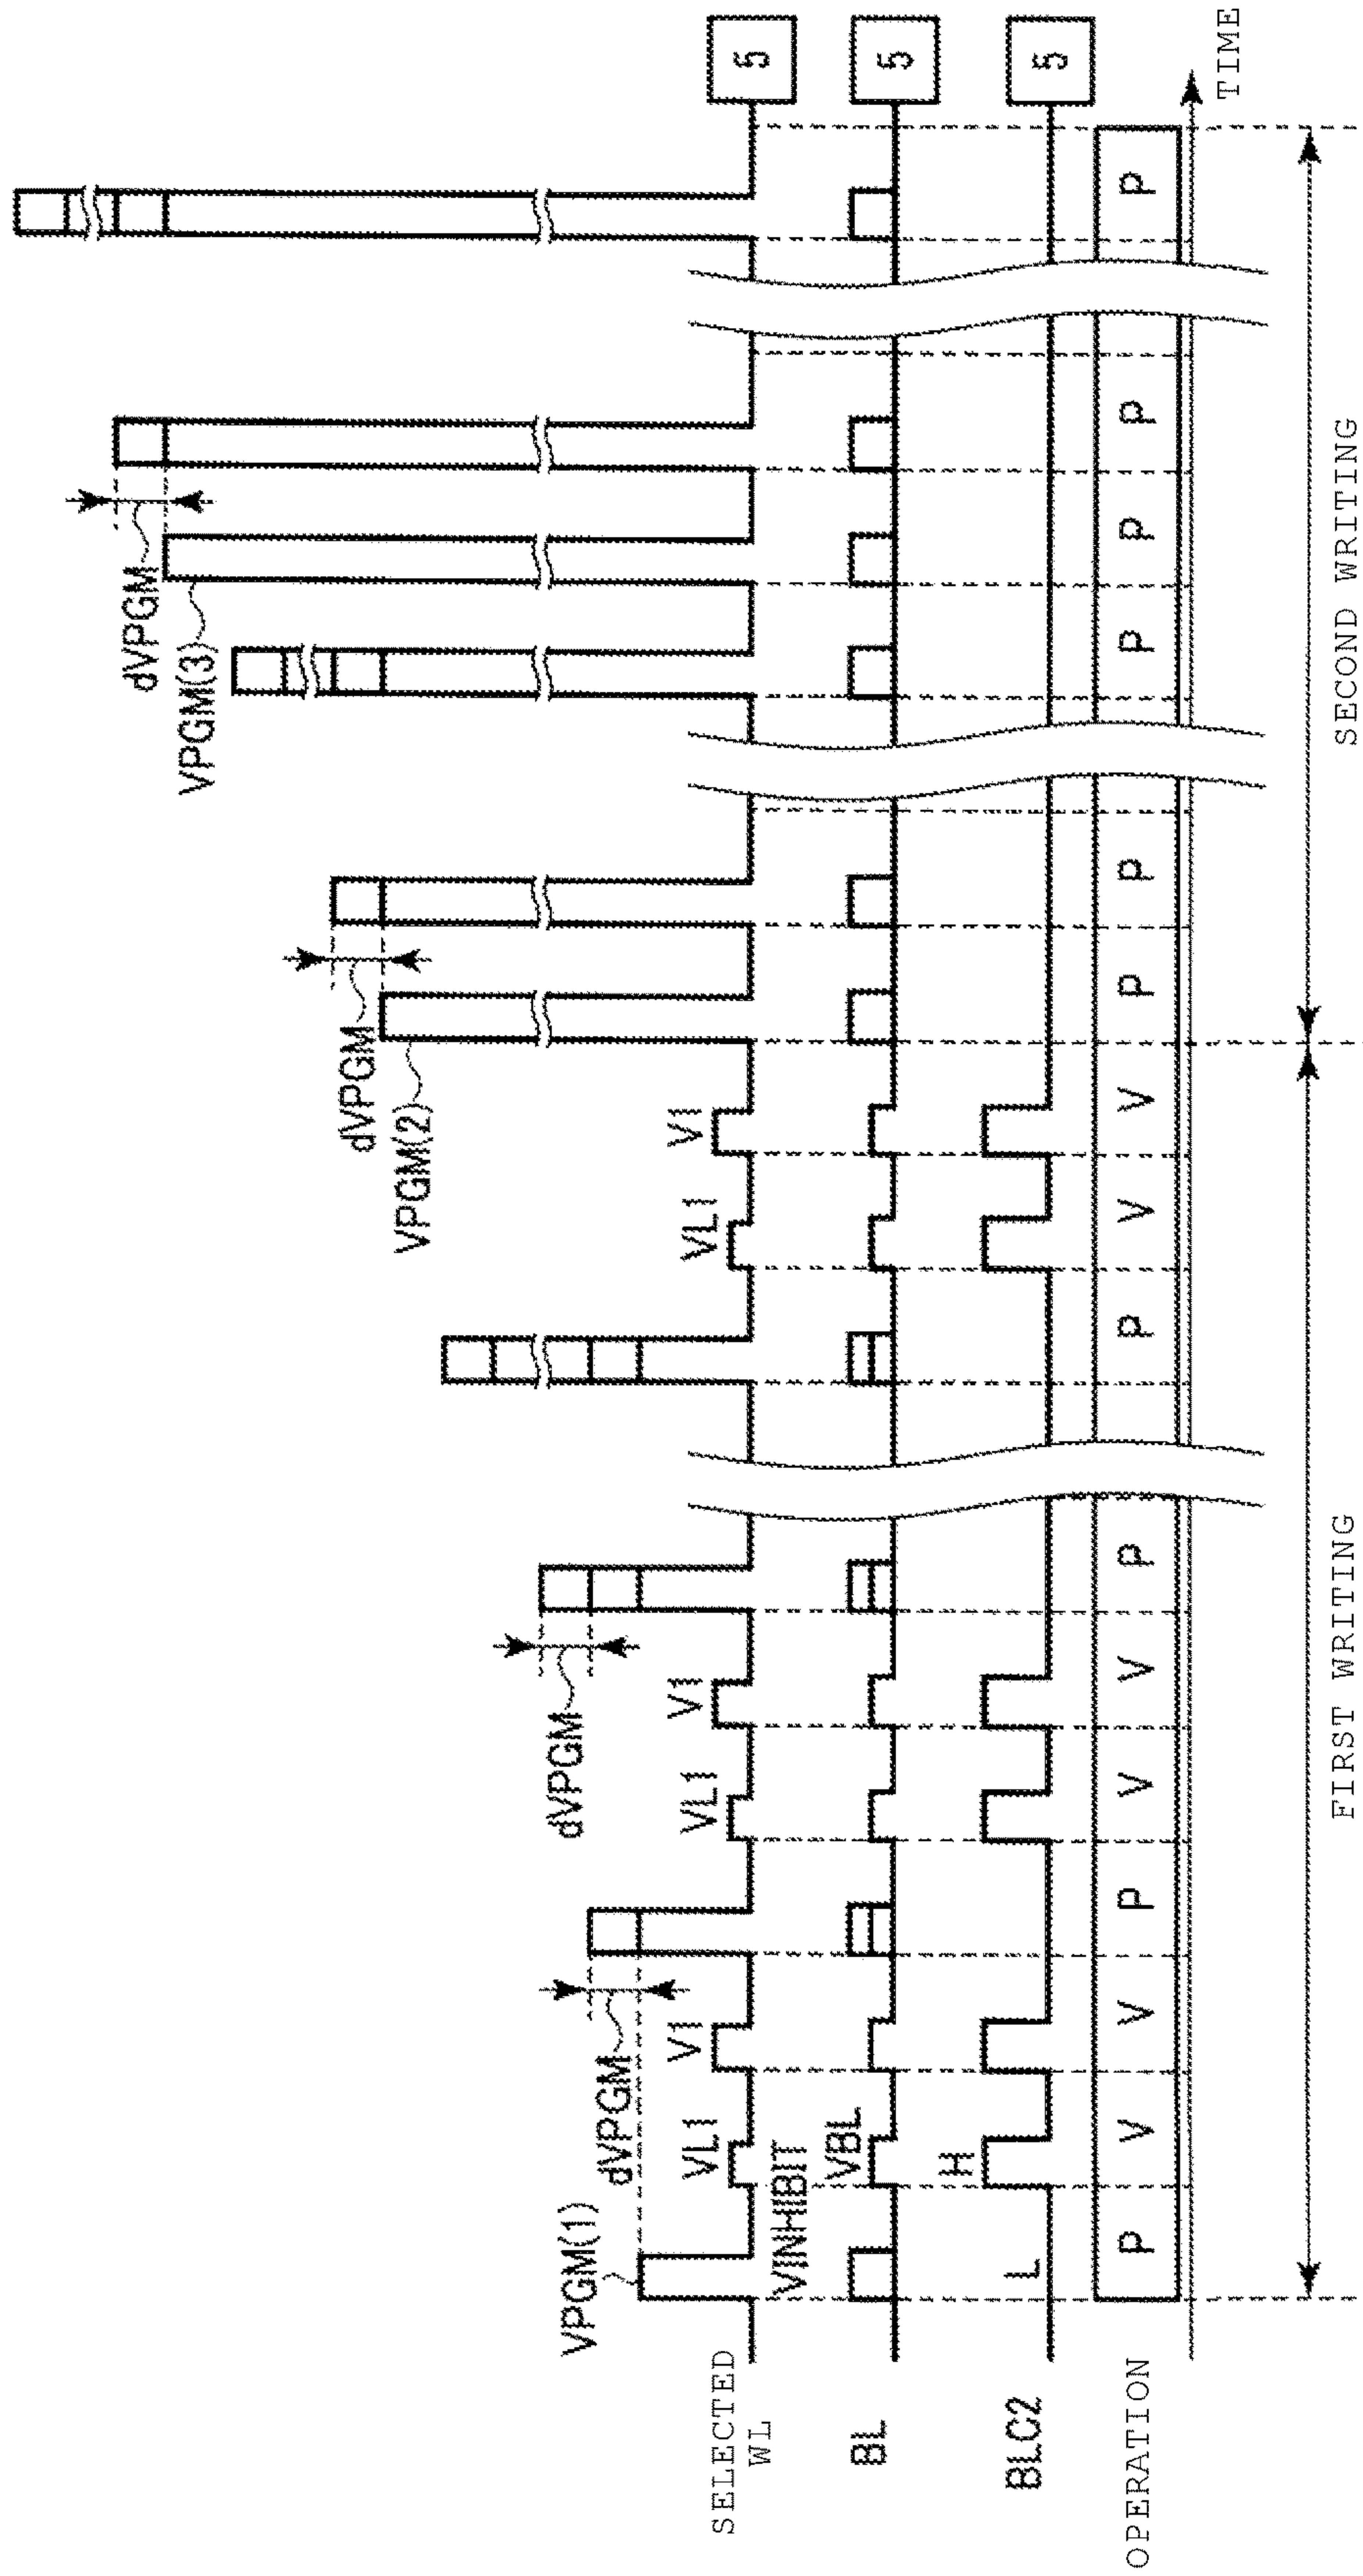 VPGM(1)
dVPGM
dVPGM
VPGM(2)
dVPGM
VPGM(3)
dVPGM
SELECTED
WL
VL1
V1
VL1
V1
VL1
V1
5
VINHIBIT
BL
VBL
5
BLC2
L
H
5
OPERATION
P
V
V
P
V
V
P
P
V
V
P
P
P
P
P
P
TIME
FIRST WRITING
SECOND WRITING